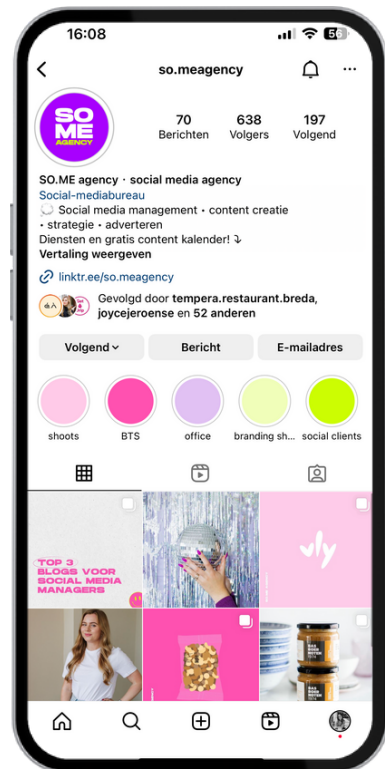 16:08
56
so.meagency
SO
ME
AGENCY
70 638 197
Berichten Volgers Volgend
SO.ME agency · social media agency
Social-mediabureau
Social media management • content creatie
• strategie • adverteren
Diensten en gratis content kalender! ⤵
Vertaling weergeven
linktr.ee/so.meagency
Gevolgd door tempera.restaurant.breda,
joycejeroense en 52 anderen
Volgend Bericht E-mailadres
shoots BTS office branding sh... social clients
TOP 3
BLOGS VOOR
SOCIAL MEDIA
MANAGERS
vly